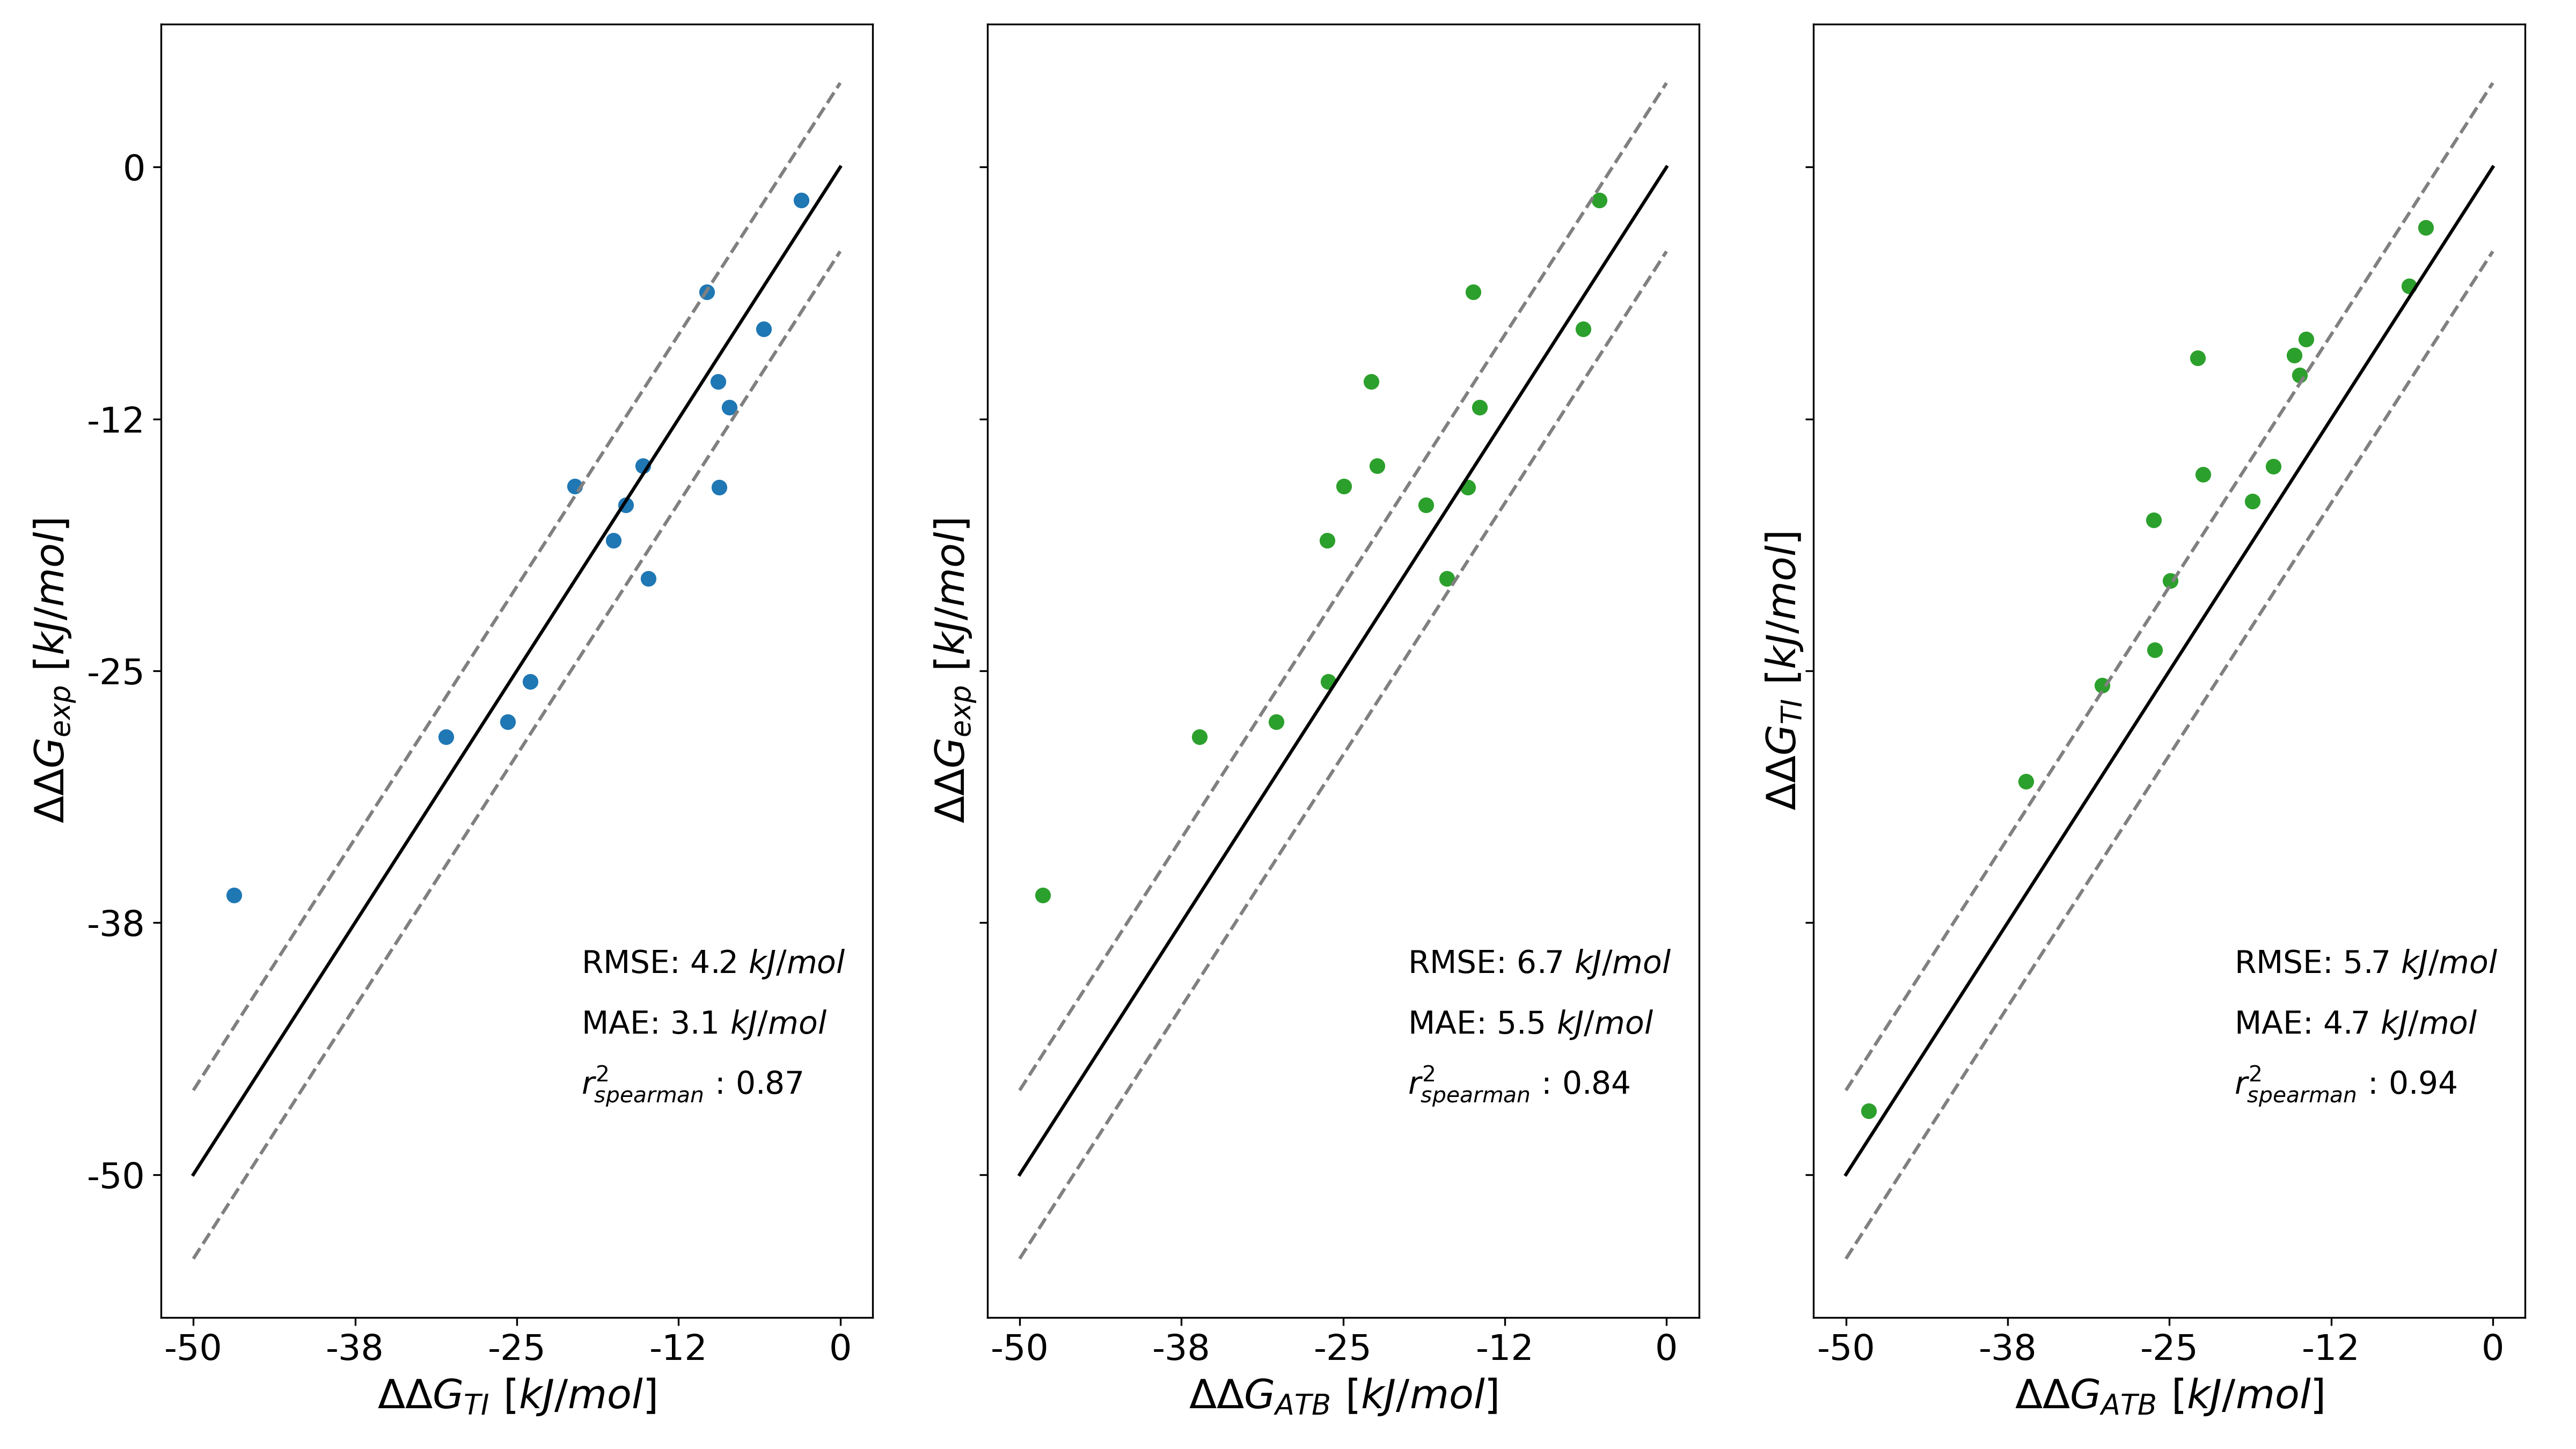 ΔΔG_exp [kJ/mol]
0
-12
-25
-38
-50
-50 -38 -25 -12 0
ΔΔG_TI [kJ/mol]
RMSE: 4.2 kJ/mol
MAE: 3.1 kJ/mol
r²_spearman : 0.87
ΔΔG_exp [kJ/mol]
-50 -38 -25 -12 0
ΔΔG_ATB [kJ/mol]
RMSE: 6.7 kJ/mol
MAE: 5.5 kJ/mol
r²_spearman : 0.84
ΔΔG_TI [kJ/mol]
-50 -38 -25 -12 0
ΔΔG_ATB [kJ/mol]
RMSE: 5.7 kJ/mol
MAE: 4.7 kJ/mol
r²_spearman : 0.94